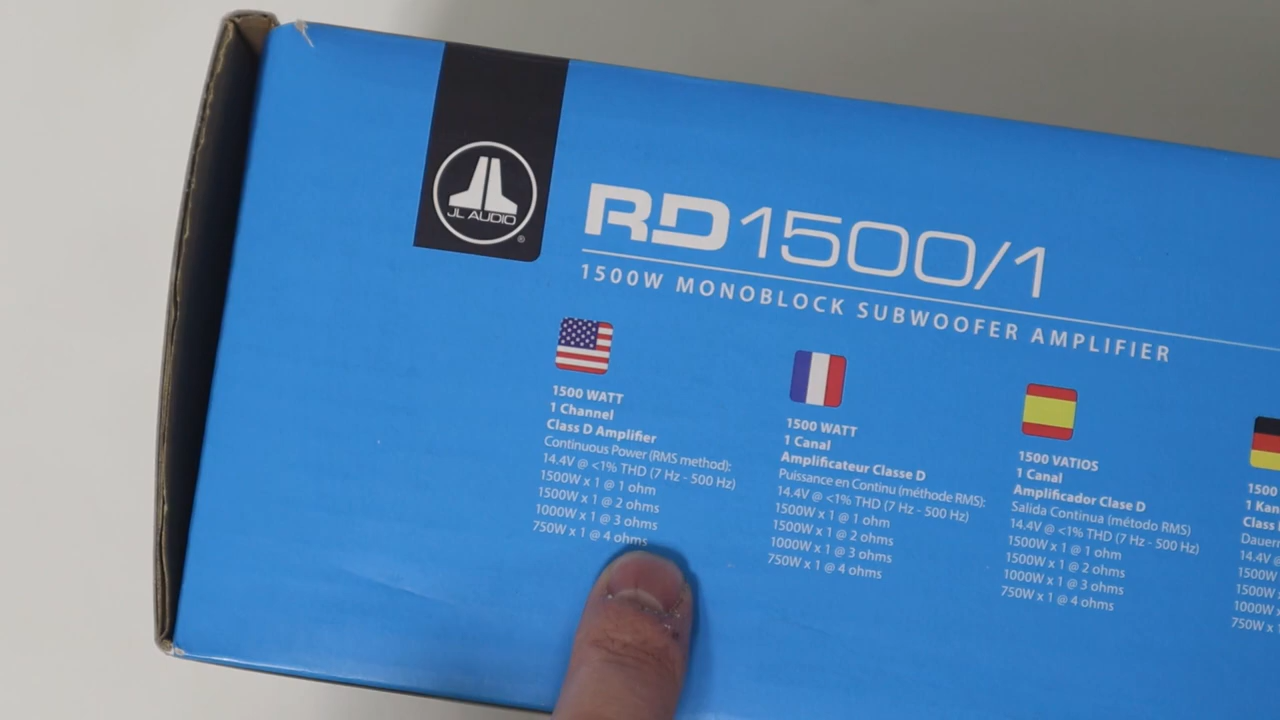 JL AUDIO
®
RD1500/1
1500W MONOBLOCK SUBWOOFER AMPLIFIER
1500 WATT
1 Channel
Class D Amplifier
Continuous Power (RMS method):
14.4V @ <1% THD (7 Hz - 500 Hz)
1500W x 1 @ 1 ohm
1500W x 1 @ 2 ohms
1000W x 1 @ 3 ohms
750W x 1 @ 4 ohms
1500 WATT
1 Canal
Amplificateur Classe D
Puissance en Continu (méthode RMS):
14.4V @ <1% THD (7 Hz - 500 Hz)
1500W x 1 @ 1 ohm
1500W x 1 @ 2 ohms
1000W x 1 @ 3 ohms
750W x 1 @ 4 ohms
1500 VATIOS
1 Canal
Amplificador Clase D
Salida Continua (método RMS)
14.4V @ <1% THD (7 Hz - 500 Hz)
1500W x 1 @ 1 ohm
1500W x 1 @ 2 ohms
1000W x 1 @ 3 ohms
750W x 1 @ 4 ohms
1500
1 Kan
Class
Dauer
14.4V
1500W
1500W
1000W
750W x